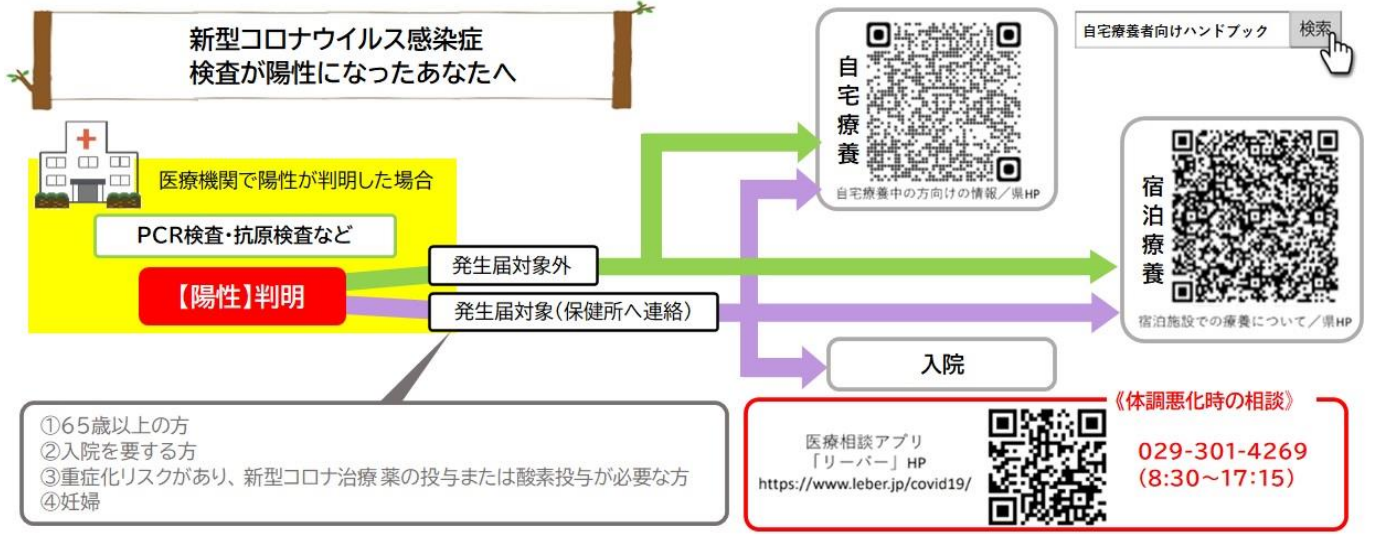 新型コロナウイルス感染症
検査が陽性になったあなたへ
自宅療養者向けハンドブック 検索
自宅療養
自宅療養中の方向けの情報／県HP
医療機関で陽性が判明した場合
PCR検査・抗原検査など
【陽性】判明
発生届対象外
発生届対象（保健所へ連絡）
宿泊療養
宿泊施設での療養について／県HP
入院
①65歳以上の方
②入院を要する方
③重症化リスクがあり、新型コロナ治療薬の投与または酸素投与が必要な方
④妊婦
《体調悪化時の相談》
医療相談アプリ
「リーバー」HP
https://www.leber.jp/covid19/
029-301-4269
（8:30～17:15）